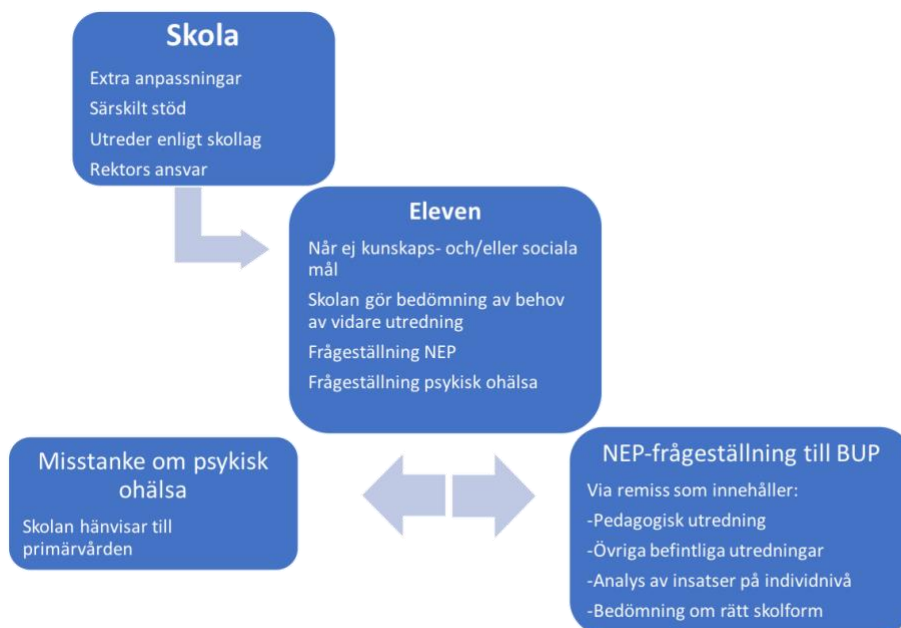 Skola
Extra anpassningar
Särskilt stöd
Utreder enligt skollag
Rektors ansvar
Eleven
Når ej kunskaps- och/eller sociala
mål
Skolan gör bedömning av behov
av vidare utredning
Frågeställning NEP
Frågeställning psykisk ohälsa
Misstanke om psykisk
ohälsa
Skolan hänvisar till
primärvården
NEP-frågeställning till BUP
Via remiss som innehåller:
-Pedagogisk utredning
-Övriga befintliga utredningar
-Analys av insatser på individnivå
-Bedömning om rätt skolform